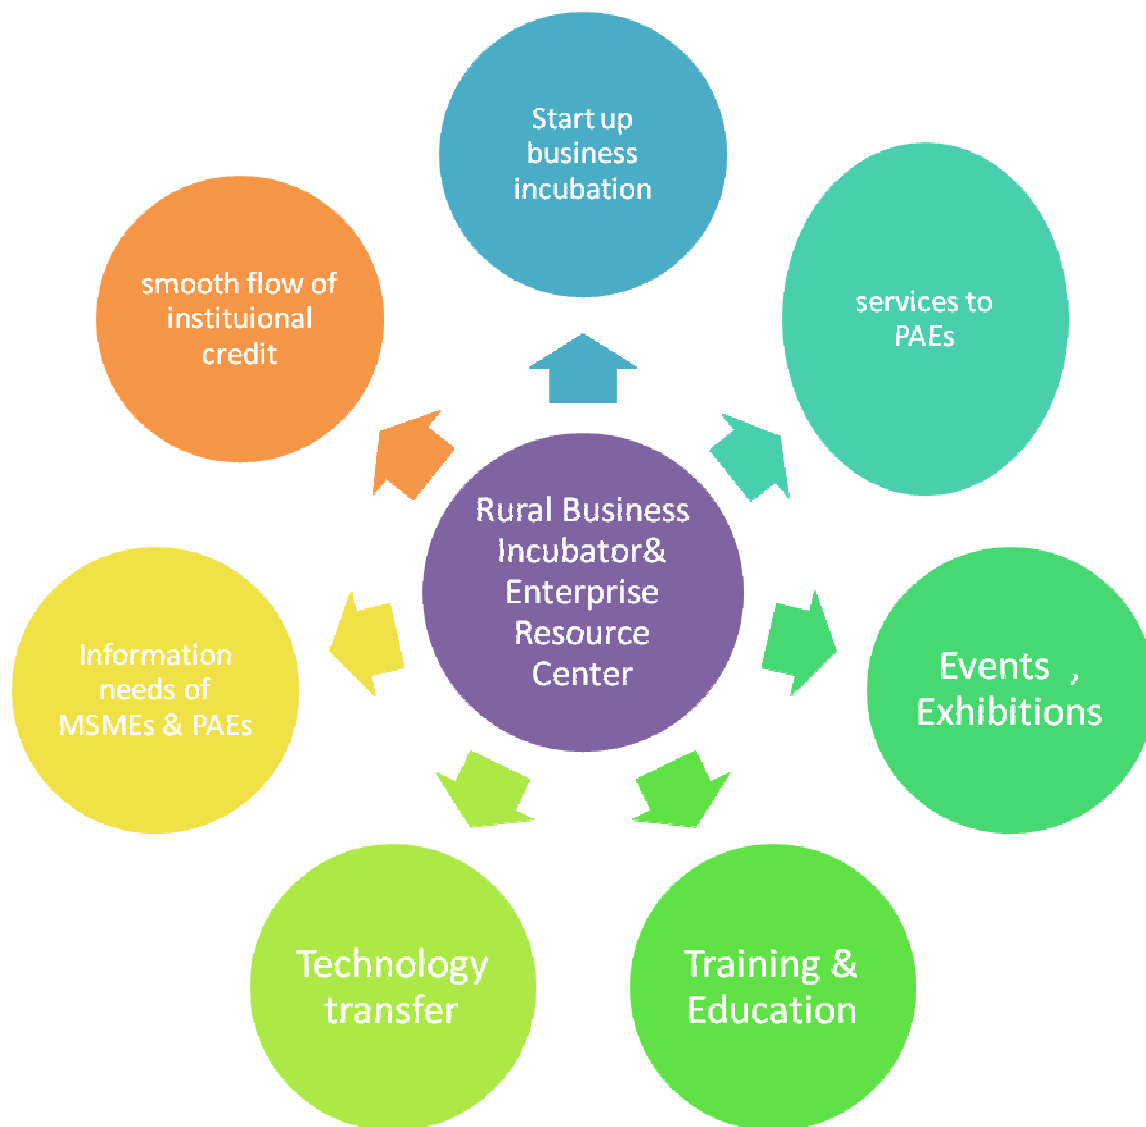 Start up
business
incubation
services to
PAEs
Events ,
Exhibitions
Training &
Education
Technology
transfer
Information
needs of
MSMEs & PAEs
smooth flow of
instituional
credit
Rural Business
Incubator&
Enterprise
Resource
Center